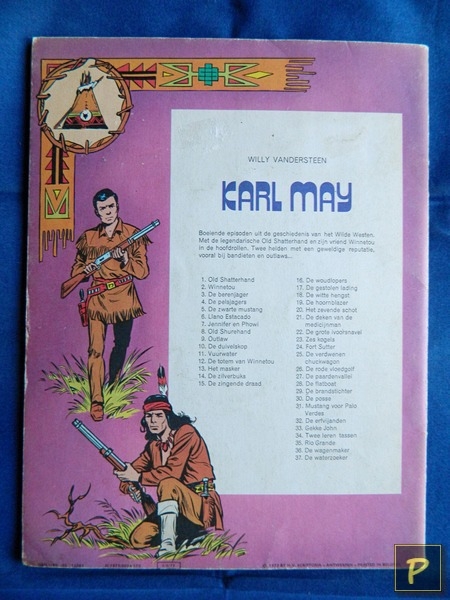 WILLY VANDERSTEEN
KARL MAY
Boeiende episoden uit de geschiedenis van het Wilde Westen.
Met de legendarische Old Shatterhand en zijn vriend Winnetou
in de hoofdrollen. Twee helden met een geweldige reputatie,
vooral bij bandieten en outlaws...
1. Old Shatterhand
2. Winnetou
3. De berenjager
4. De pelsjagers
5. De zwarte mustang
6. Llano Estacado
7. Jennifer en Phowi
8. Old Shurehand
9. Outlaw
10. De duivelskop
11. Vuurwater
12. De totem van Winnetou
13. Het masker
14. De zilverbuks
15. De zingende draad
16. De woudlopers
17. De gestolen lading
18. De witte hengst
19. De hoornblazer
20. Het zevende schot
21. De deken van de
medicijnman
22. De grote loensnavel
23. Zes kogels
24. Fort Sutter
25. De verdwenen
chuckwagon
26. De rode vloedgolf
27. De paardenvallei
28. De fletboat
29. De brandstichter
30. De posse
31. Mustang voor Palo
Verdes
32. De erfvijanden
33. Gekke John
34. Twee laren lassen
35. Rio Grande
36. De wagenmaker
37. De waterzoeker
P